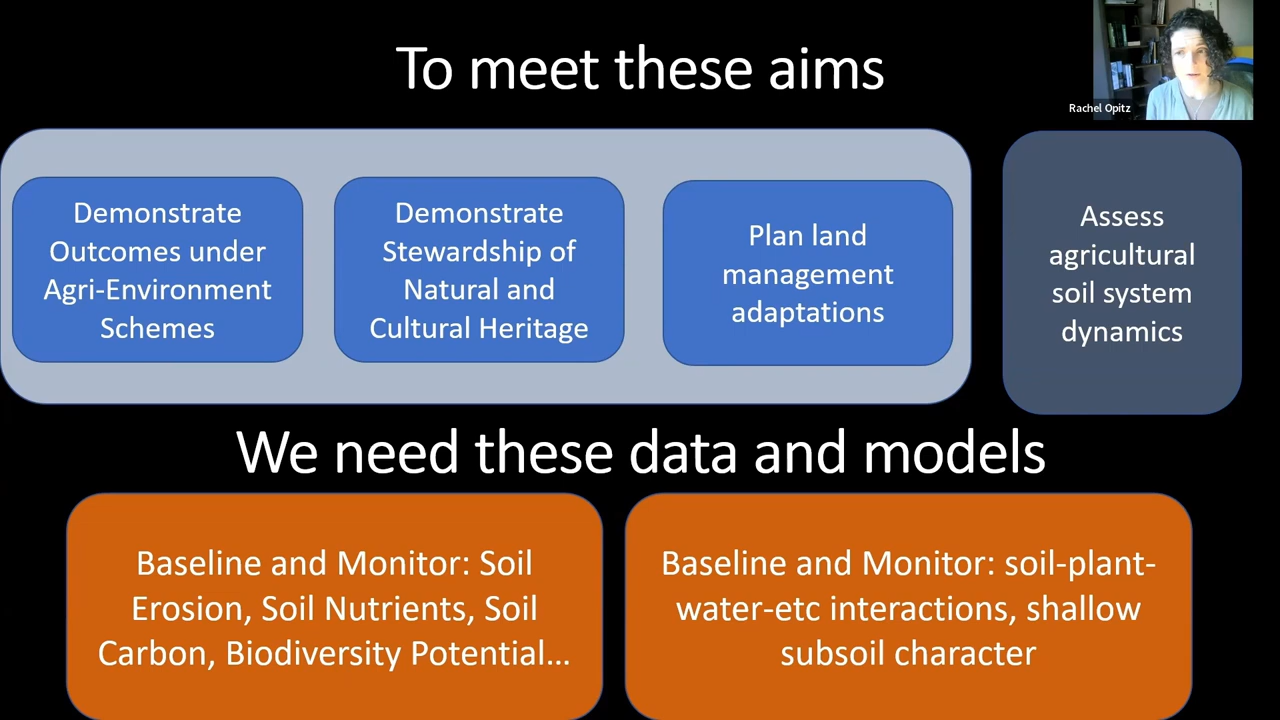 To meet these aims
Rachel Opitz
Demonstrate
Outcomes under
Agri-Environment
Schemes
Demonstrate
Stewardship of
Natural and
Cultural Heritage
Plan land
management
adaptations
Assess
agricultural
soil system
dynamics
We need these data and models
Baseline and Monitor: Soil
Erosion, Soil Nutrients, Soil
Carbon, Biodiversity Potential...
Baseline and Monitor: soil-plant-
water-etc interactions, shallow
subsoil character